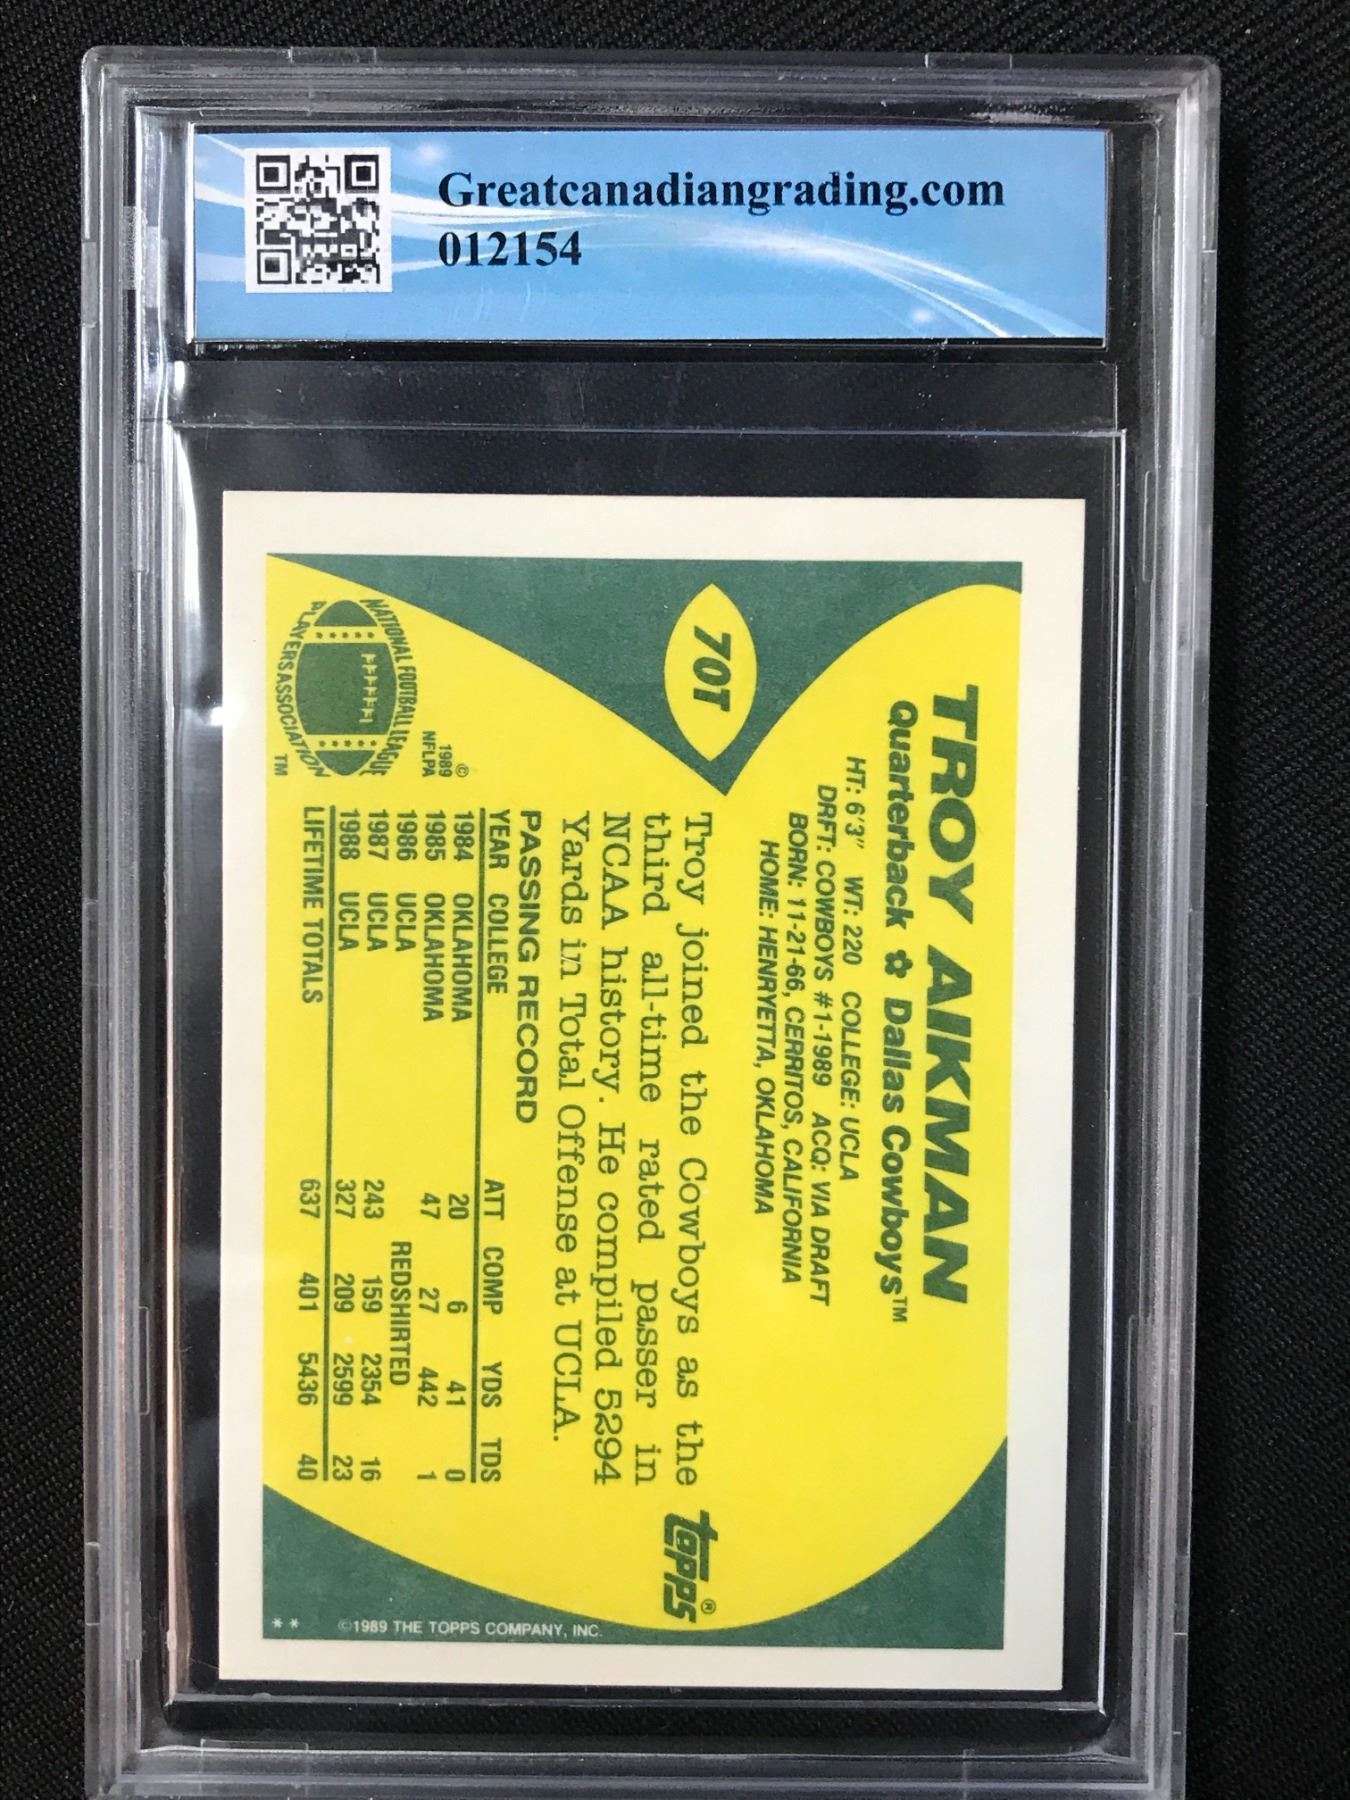 Greatcanadiangrading.com
012154
70T
TROY AIKMAN
Quarterback ✿ Dallas Cowboys™
HT: 6'3" WT: 220 COLLEGE: UCLA
DRFT: COWBOYS #1-1989 ACQ: VIA DRAFT
BORN: 11-21-66, CERRITOS, CALIFORNIA
HOME: HENRYETTA, OKLAHOMA
Troy joined the Cowboys as the
third all-time rated passer in
NCAA history. He compiled 5294
Yards in Total Offense at UCLA.
topps®
PASSING RECORD
YEAR COLLEGE ATT COMP YDS TDS
1984 OKLAHOMA 20 6 41 0
1985 OKLAHOMA 47 27 442 1
1986 UCLA REDSHIRTED
1987 UCLA 243 159 2354 16
1988 UCLA 327 209 2599 23
LIFETIME TOTALS 637 401 5436 40
NATIONAL FOOTBALL LEAGUE
PLAYERS ASSOCIATION
TM
©
1989
NFLPA
** ©1989 THE TOPPS COMPANY, INC.